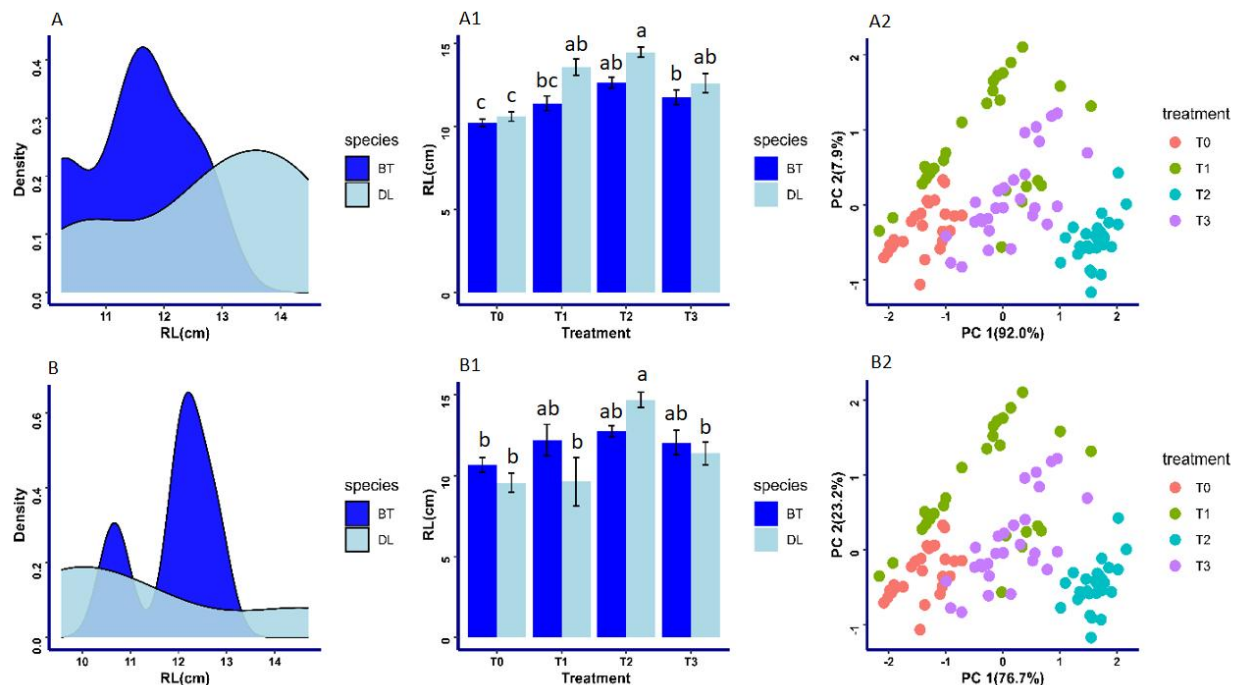 A
Density
0.0
0.1
0.2
0.3
0.4
11
12
13
14
RL(cm)
species
BT
DL
A1
RL(cm)
0
5
10
15
c
c
bc
ab
ab
a
b
ab
T0
T1
T2
T3
Treatment
species
BT
DL
A2
PC 2(7.9%)
-1
0
1
2
-2
-1
0
1
2
PC 1(92.0%)
treatment
T0
T1
T2
T3
B
Density
0.0
0.2
0.4
0.6
10
11
12
13
14
RL(cm)
species
BT
DL
B1
RL(cm)
0
5
10
15
b
b
ab
b
ab
a
ab
b
T0
T1
T2
T3
Treatment
species
BT
DL
B2
PC 2(23.2%)
-1
0
1
2
-2
-1
0
1
2
PC 1(76.7%)
treatment
T0
T1
T2
T3